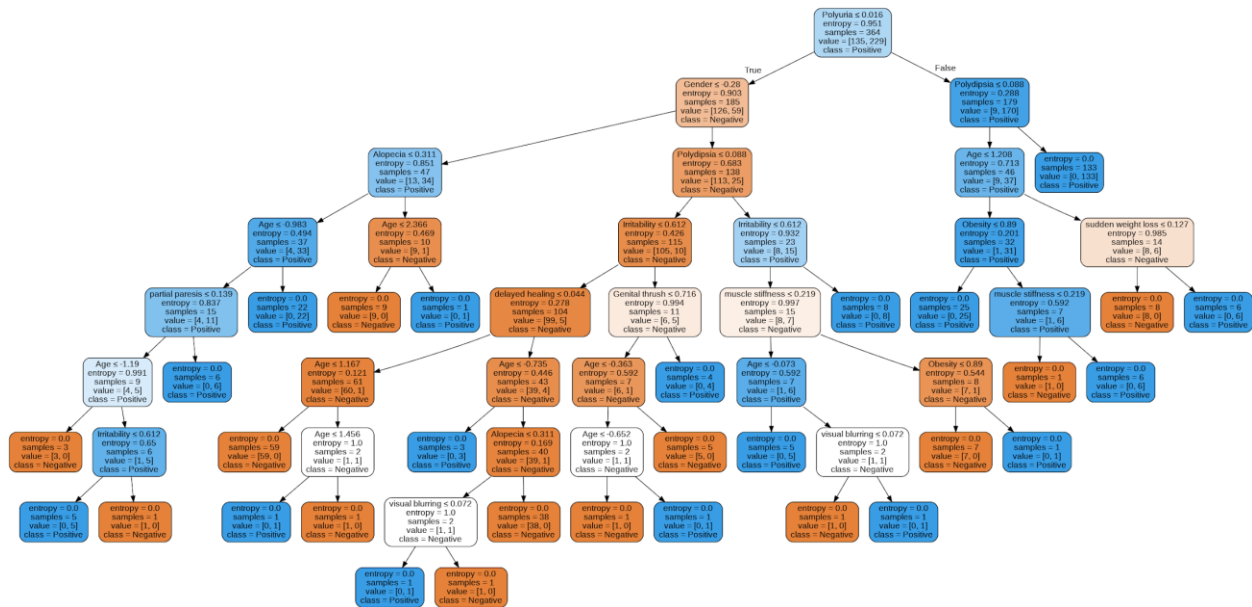 Polyuria ≤ 0.016
entropy = 0.951
samples = 364
value = [135, 229]
class = Positive
True
False
Gender ≤ -0.28
entropy = 0.903
samples = 185
value = [126, 59]
class = Negative
Polydipsia ≤ 0.088
entropy = 0.288
samples = 179
value = [9, 170]
class = Positive
Alopecia ≤ 0.311
entropy = 0.851
samples = 47
value = [13, 34]
class = Positive
Polydipsia ≤ 0.088
entropy = 0.683
samples = 138
value = [113, 25]
class = Negative
Age ≤ 1.208
entropy = 0.713
samples = 46
value = [9, 37]
class = Positive
entropy = 0.0
samples = 133
value = [0, 133]
class = Positive
Age ≤ -0.983
entropy = 0.494
samples = 37
value = [4, 33]
class = Positive
Age ≤ 2.366
entropy = 0.469
samples = 10
value = [9, 1]
class = Negative
Irritability ≤ 0.612
entropy = 0.426
samples = 115
value = [105, 10]
class = Negative
Irritability ≤ 0.612
entropy = 0.932
samples = 23
value = [8, 15]
class = Positive
Obesity ≤ 0.89
entropy = 0.201
samples = 32
value = [1, 31]
class = Positive
sudden weight loss ≤ 0.127
entropy = 0.985
samples = 14
value = [8, 6]
class = Negative
partial paresis ≤ 0.139
entropy = 0.837
samples = 15
value = [4, 11]
class = Positive
entropy = 0.0
samples = 22
value = [0, 22]
class = Positive
entropy = 0.0
samples = 9
value = [9, 0]
class = Negative
entropy = 0.0
samples = 1
value = [0, 1]
class = Positive
delayed healing ≤ 0.044
entropy = 0.278
samples = 104
value = [99, 5]
class = Negative
Genital thrush ≤ 0.716
entropy = 0.994
samples = 11
value = [6, 5]
class = Negative
muscle stiffness ≤ 0.219
entropy = 0.997
samples = 15
value = [8, 7]
class = Negative
entropy = 0.0
samples = 8
value = [0, 8]
class = Positive
entropy = 0.0
samples = 25
value = [0, 25]
class = Positive
muscle stiffness ≤ 0.219
entropy = 0.592
samples = 7
value = [1, 6]
class = Positive
entropy = 0.0
samples = 8
value = [8, 0]
class = Negative
entropy = 0.0
samples = 6
value = [0, 6]
class = Positive
Age ≤ -1.19
entropy = 0.991
samples = 9
value = [4, 5]
class = Positive
entropy = 0.0
samples = 6
value = [0, 6]
class = Positive
Age ≤ 1.167
entropy = 0.121
samples = 61
value = [60, 1]
class = Negative
Age ≤ -0.735
entropy = 0.446
samples = 43
value = [39, 4]
class = Negative
Age ≤ -0.363
entropy = 0.592
samples = 7
value = [6, 1]
class = Negative
entropy = 0.0
samples = 4
value = [0, 4]
class = Positive
Age ≤ -0.073
entropy = 0.592
samples = 7
value = [1, 6]
class = Positive
Obesity ≤ 0.89
entropy = 0.544
samples = 8
value = [7, 1]
class = Negative
entropy = 0.0
samples = 1
value = [1, 0]
class = Negative
entropy = 0.0
samples = 6
value = [0, 6]
class = Positive
entropy = 0.0
samples = 3
value = [3, 0]
class = Negative
Irritability ≤ 0.612
entropy = 0.65
samples = 6
value = [1, 5]
class = Positive
entropy = 0.0
samples = 59
value = [59, 0]
class = Negative
Age ≤ 1.456
entropy = 1.0
samples = 2
value = [1, 1]
class = Negative
entropy = 0.0
samples = 3
value = [0, 3]
class = Positive
Alopecia ≤ 0.311
entropy = 0.169
samples = 40
value = [39, 1]
class = Negative
Age ≤ -0.652
entropy = 1.0
samples = 2
value = [1, 1]
class = Negative
entropy = 0.0
samples = 5
value = [5, 0]
class = Negative
entropy = 0.0
samples = 5
value = [0, 5]
class = Positive
visual blurring ≤ 0.072
entropy = 1.0
samples = 2
value = [1, 1]
class = Negative
entropy = 0.0
samples = 7
value = [7, 0]
class = Negative
entropy = 0.0
samples = 1
value = [0, 1]
class = Positive
entropy = 0.0
samples = 5
value = [0, 5]
class = Positive
entropy = 0.0
samples = 1
value = [1, 0]
class = Negative
entropy = 0.0
samples = 1
value = [0, 1]
class = Positive
entropy = 0.0
samples = 1
value = [1, 0]
class = Negative
visual blurring ≤ 0.072
entropy = 1.0
samples = 2
value = [1, 1]
class = Negative
entropy = 0.0
samples = 38
value = [38, 0]
class = Negative
entropy = 0.0
samples = 1
value = [1, 0]
class = Negative
entropy = 0.0
samples = 1
value = [0, 1]
class = Positive
entropy = 0.0
samples = 1
value = [1, 0]
class = Negative
entropy = 0.0
samples = 1
value = [0, 1]
class = Positive
entropy = 0.0
samples = 1
value = [0, 1]
class = Positive
entropy = 0.0
samples = 1
value = [1, 0]
class = Negative